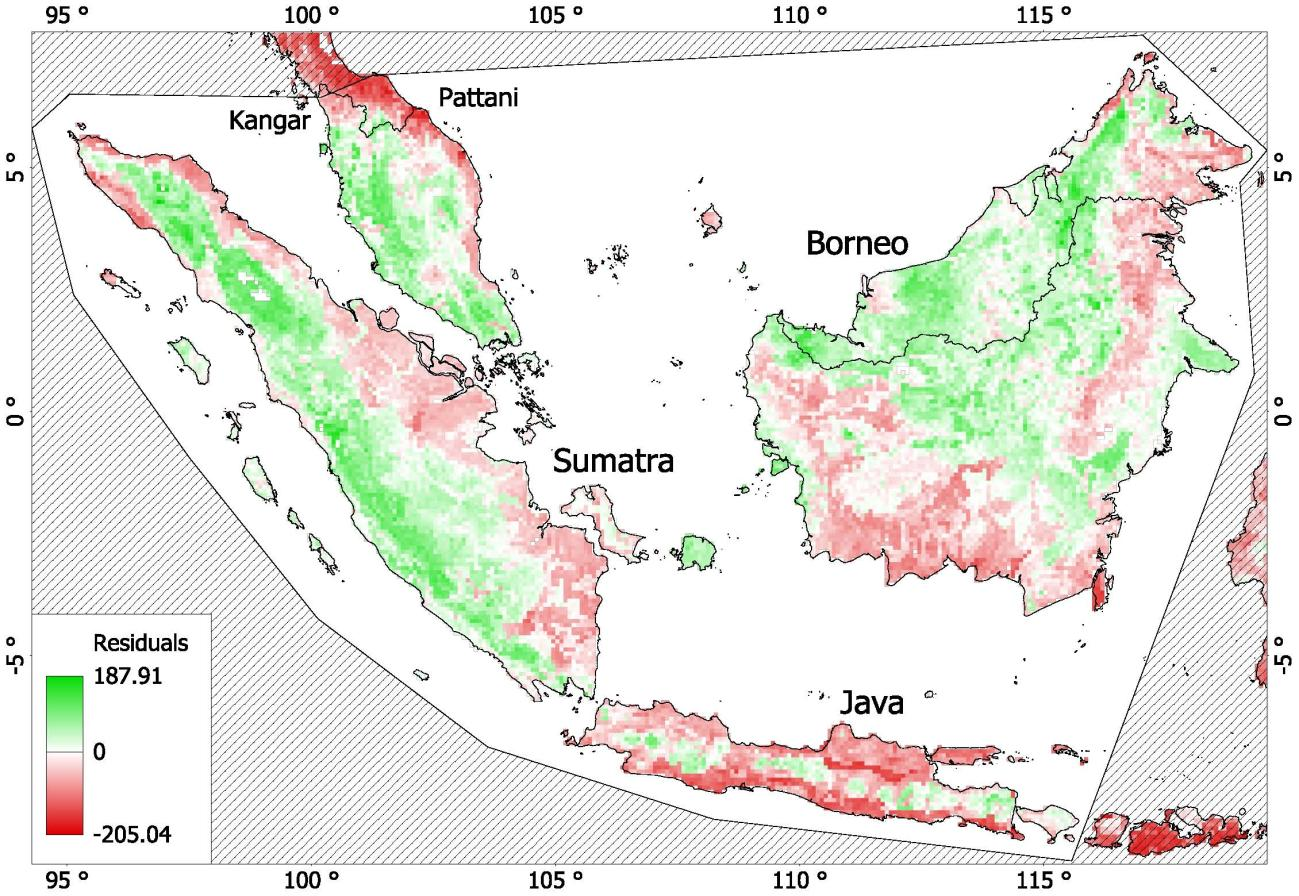 95 ° 100 ° 105 ° 110 ° 115 °
Pattani
Kangar
5 ° 5 °
Borneo
0 ° 0 °
Sumatra
Residuals
187.91
0
-205.04
-5 ° -5 °
Java
95 ° 100 ° 105 ° 110 ° 115 °